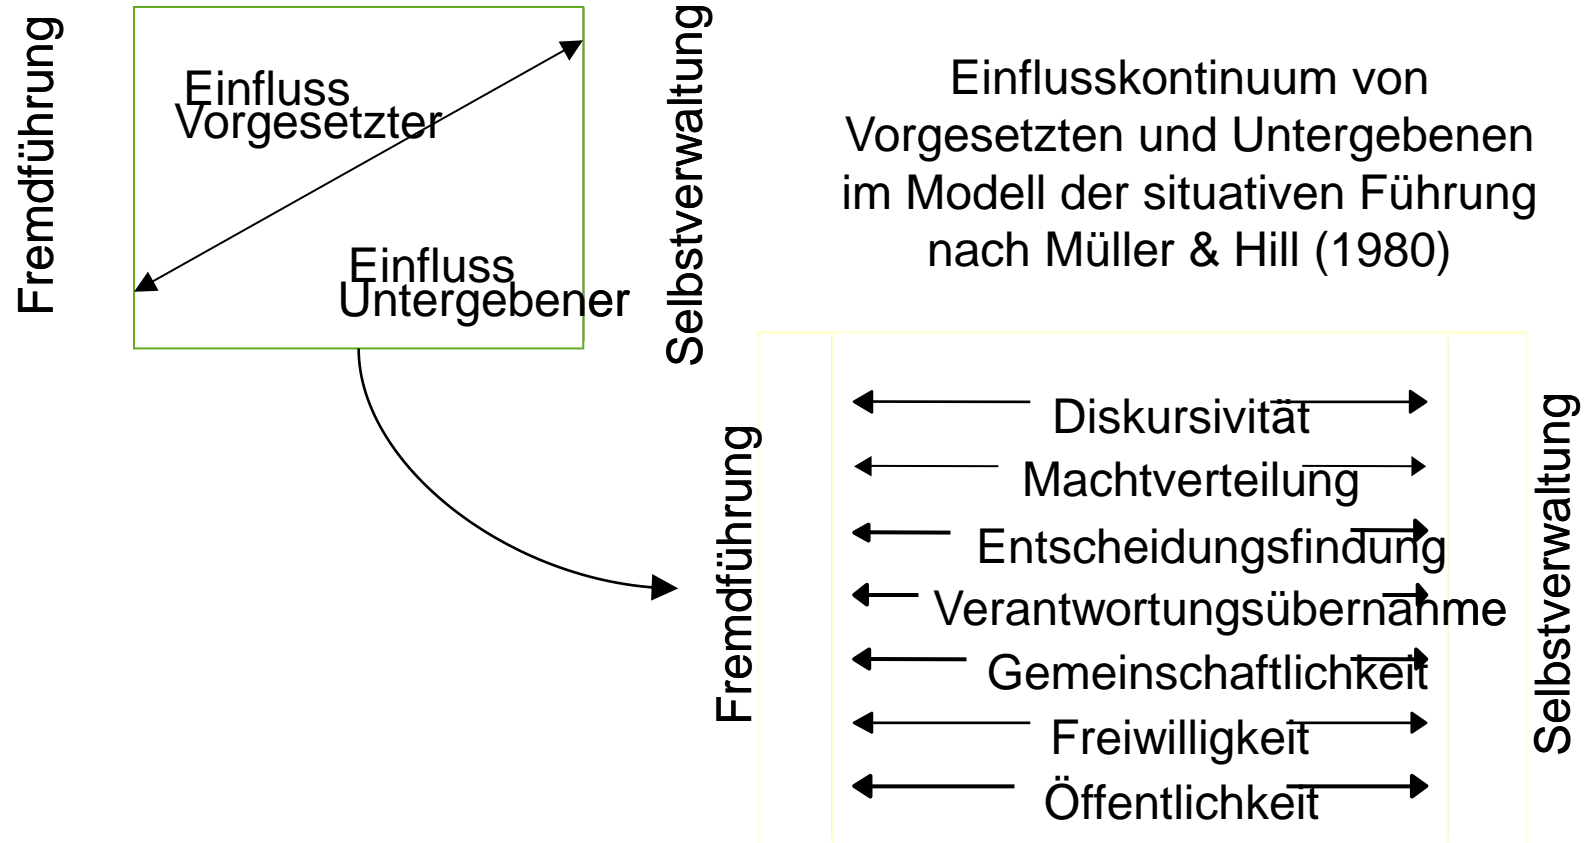 Fremdführung
Einfluss
Vorgesetzter
Einfluss
Untergebener
Selbstverwaltung
Einflusskontinuum von
Vorgesetzten und Untergebenen
im Modell der situativen Führung
nach Müller & Hill (1980)
Fremdführung
Diskursivität
Machtverteilung
Entscheidungsfindung
Verantwortungsübernahme
Gemeinschaftlichkeit
Freiwilligkeit
Öffentlichkeit
Selbstverwaltung